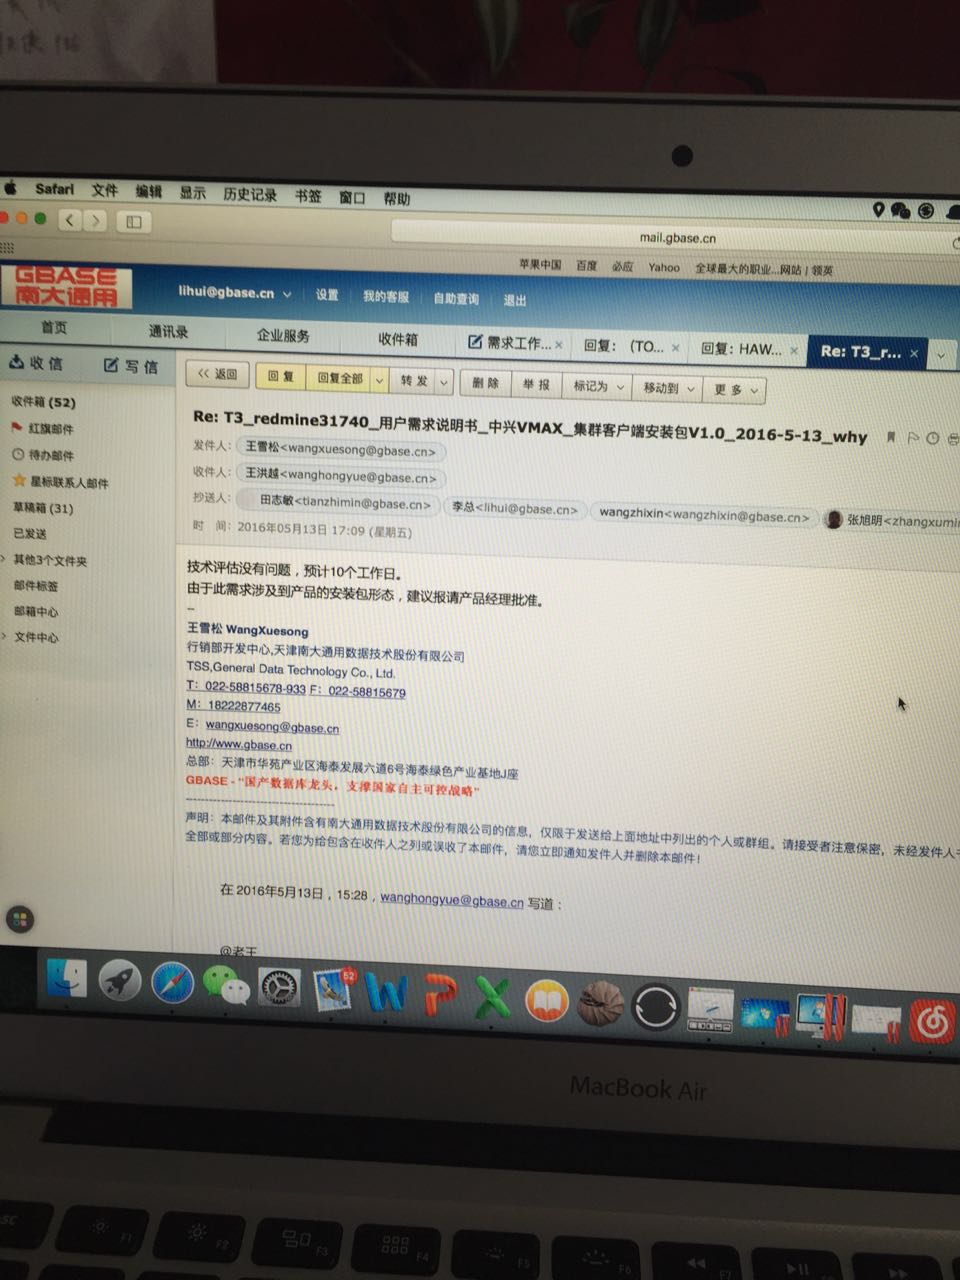 Safari 文件 编辑 显示 历史记录 书签 窗口 帮助
mail.gbase.cn
苹果中国 百度 必应 Yahoo 全球最大的职业...网站 | 领英
GBASE
南大通用
lihui@gbase.cn 设置 我的客服 自助查询 退出
首页 通讯录 企业服务 收件箱 需求工作... × 回复： (TO... × 回复：HAW... × Re: T3_r... ×
收信 写信
<< 返回 回复 回复全部 转发 删除 举报 标记为 移动到 更多
收件箱 (52)
红旗邮件
待办邮件
星标联系人邮件
草稿箱 (31)
已发送
其他3个文件夹
邮件标签
邮箱中心
文件中心
Re: T3_redmine31740_用户需求说明书_中兴VMAX_集群客户端安装包V1.0_2016-5-13_why
发件人： 王雪松<wangxuesong@gbase.cn>
收件人： 王洪越<wanghongyue@gbase.cn>
抄送人： 田志敏<tianzhimin@gbase.cn> 李总<lihui@gbase.cn> wangzhixin<wangzhixin@gbase.cn> 张旭明<zhangxumin
时 间： 2016年05月13日 17:09 (星期五)
技术评估没有问题，预计10个工作日。
由于此需求涉及到产品的安装包形态，建议报请产品经理批准。
--
王雪松 WangXuesong
行销部开发中心,天津南大通用数据技术股份有限公司
TSS,General Data Technology Co., Ltd.
T：022-58815678-933 F：022-58815679
M：18222877465
E：wangxuesong@gbase.cn
http://www.gbase.cn
总部：天津市华苑产业区海泰发展六道6号海泰绿色产业基地J座
GBASE - "国产数据库龙头，支撑国家自主可控战略"
--------------------------------------
声明：本邮件及其附件含有南大通用数据技术股份有限公司的信息，仅限于发送给上面地址中列出的个人或群组。请接受者注意保密，未经发件人
全部或部分内容。若您为给包含在收件人之列或误收了本邮件，请您立即通知发件人并删除本邮件！
在 2016年5月13日，15:28，wanghongyue@gbase.cn 写道：
@老王
52
MacBook Air
F1 F2 F3 F4 F5 F6 F7